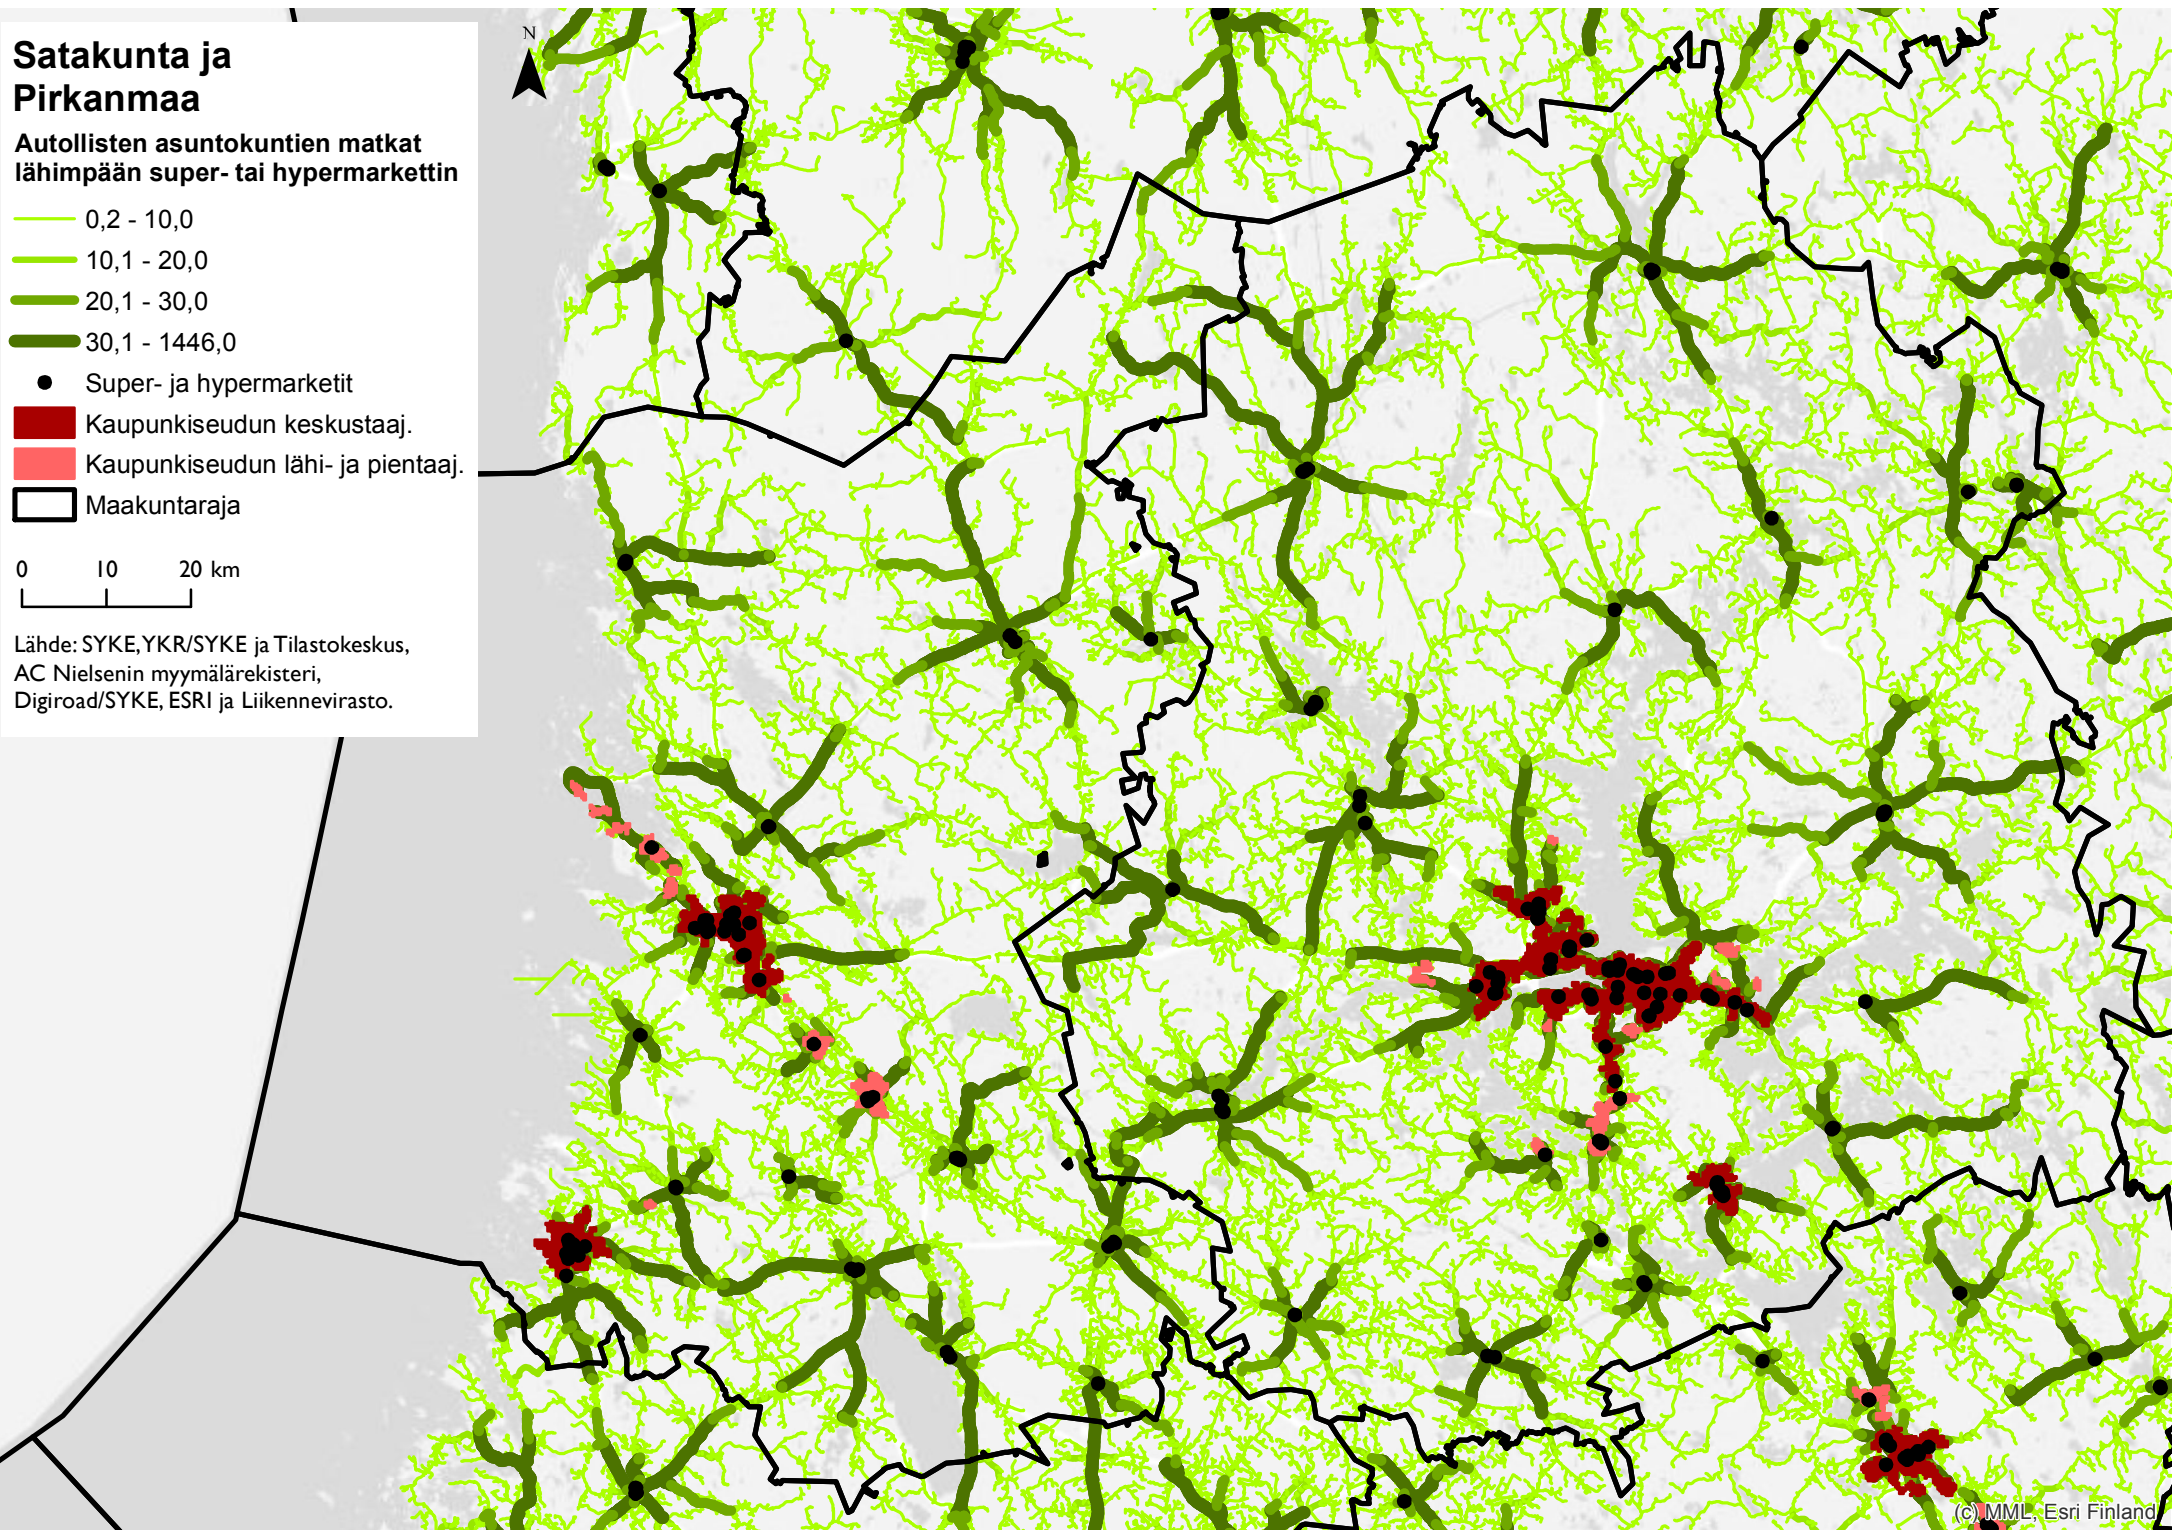 Satakunta ja
Pirkanmaa
Autollisten asuntokuntien matkat
lähimpään super- tai hypermarkettin
0,2 - 10,0
10,1 - 20,0
20,1 - 30,0
30,1 - 1446,0
Super- ja hypermarketit
Kaupunkiseudun keskustaaj.
Kaupunkiseudun lähi- ja pientaaj.
Maakuntaraja
0 10 20 km
Lähde: SYKE, YKR/SYKE ja Tilastokeskus,
AC Nielsenin myymälärekisteri,
Digiroad/SYKE, ESRI ja Liikennevirasto.
N
(c) MML, Esri Finland